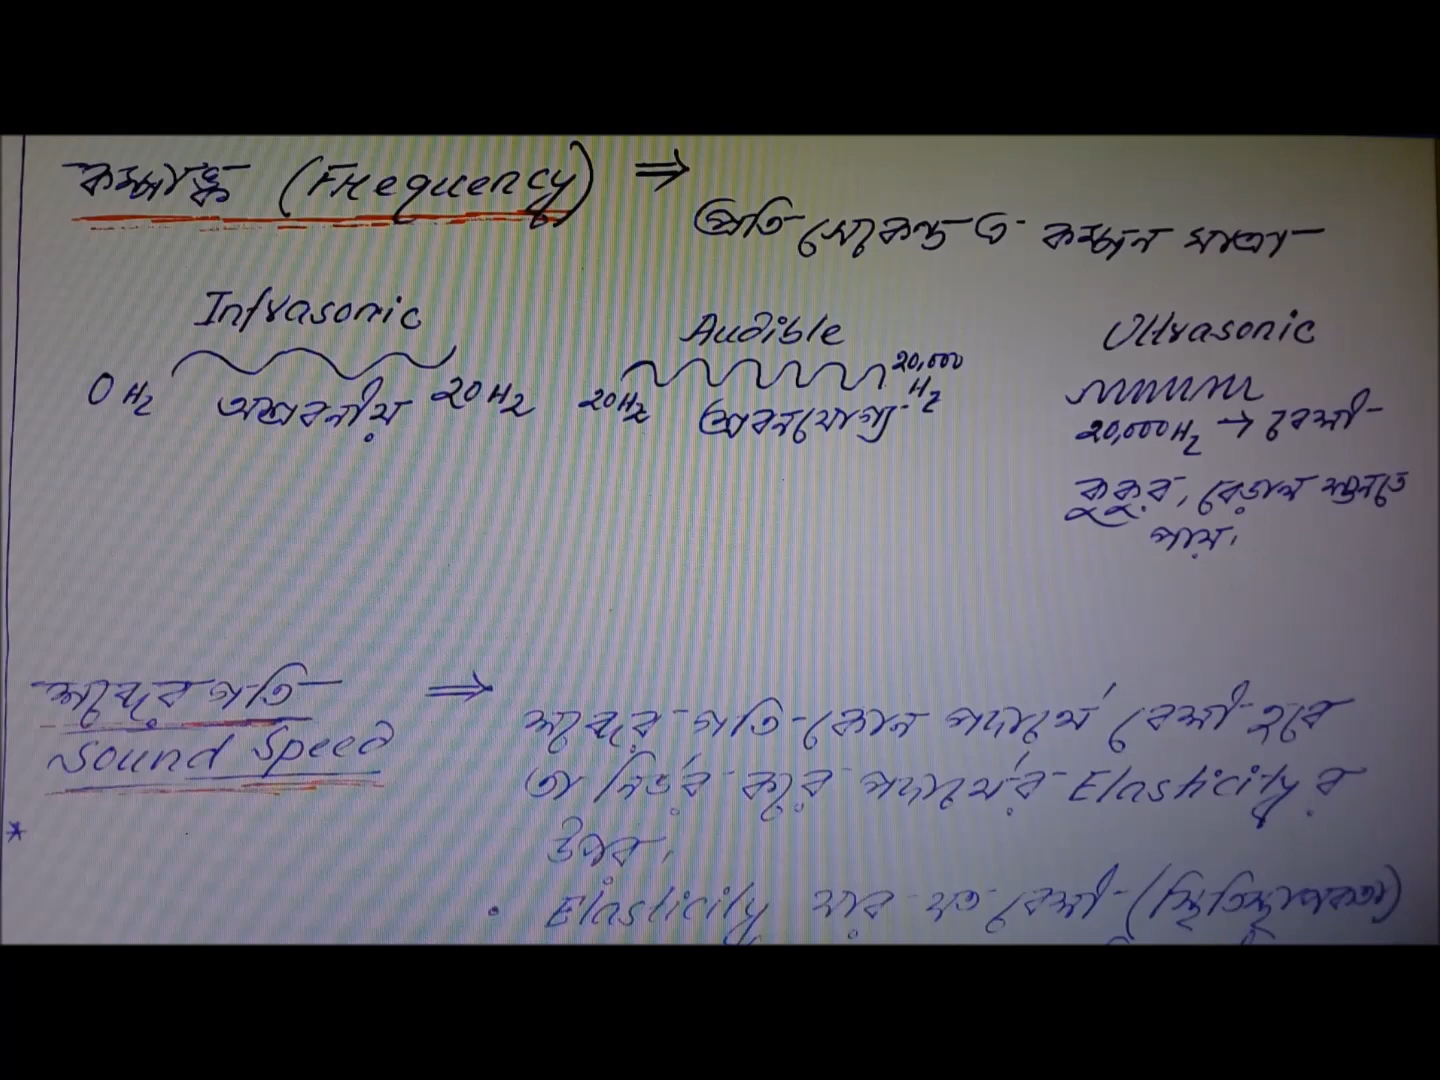 কম্পাঙ্ক (Frequency) ⇒
প্রতি সেকেন্ড এ কম্পন মাত্রা
Infrasonic
Audible
Ultrasonic
0 Hz অশ্রবনীয় 20 Hz
20Hz শ্রবনযোগ্য 20,000 Hz
20,000 Hz → বেশী
কুকুর, বেড়াল শুনতে
পায়।
শব্দের গতি ⇒
Sound Speed
শব্দের গতি কোন পদার্থে বেশী হবে
তা নির্ভর করে পদার্থের Elasticity র
উপর।
• Elasticity যার যত বেশী (স্থিতিস্থাপকতা)
*